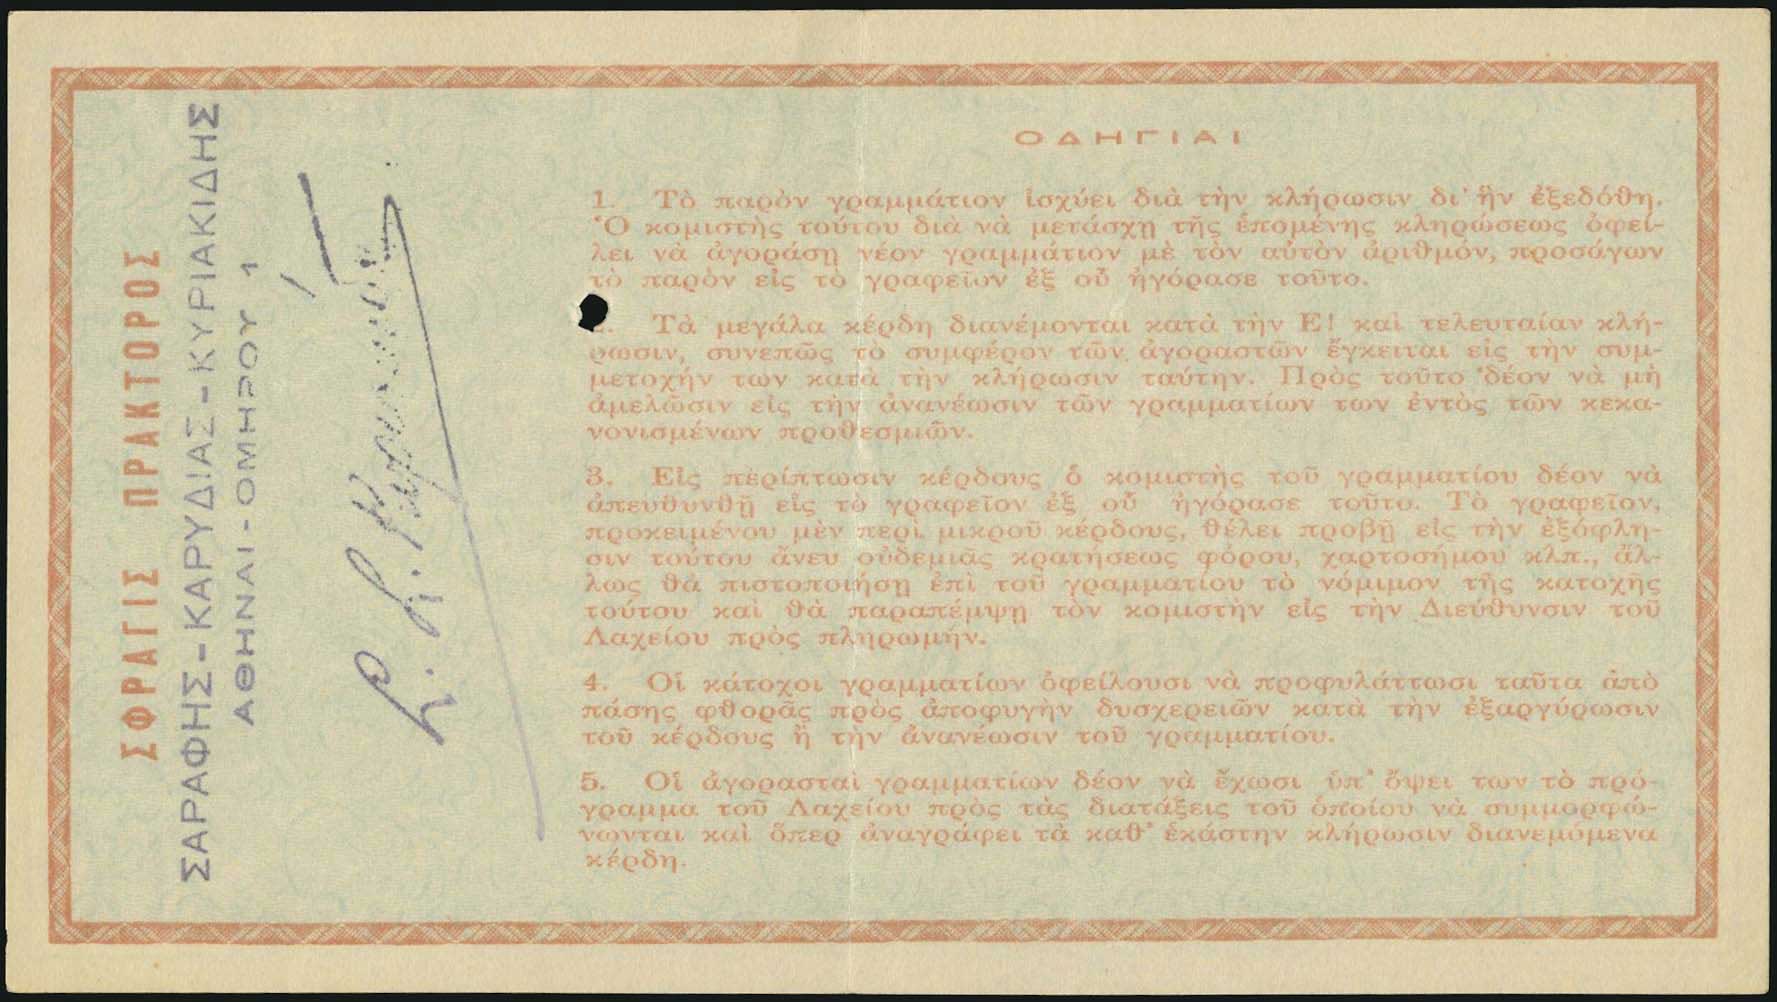 ΣΦΡΑΓΙΣ ΠΡΑΚΤΟΡΟΣ
ΣΑΡΑΦΗΣ-ΚΑΡΥΔΙΑΣ-ΚΥΡΙΑΚΙΔΗΣ
ΑΘΗΝΑΙ-ΟΜΗΡΟΥ 1
ΟΔΗΓΙΑΙ
1. Τὸ παρὸν γραμμάτιον ἰσχύει διὰ τὴν κλήρωσιν δι' ἣν ἐξεδόθη.
Ὁ κομιστὴς τούτου διὰ νὰ μετάσχῃ τῆς ἑπομένης κληρώσεως ὀφεί-
λει νὰ ἀγοράσῃ νέον γραμμάτιον μὲ τὸν αὐτὸν ἀριθμόν, προσάγων
τὸ παρὸν εἰς τὸ γραφεῖον ἐξ οὗ ἠγόρασε τοῦτο.
Τὰ μεγάλα κέρδη διανέμονται κατὰ τὴν Ε! καὶ τελευταίαν κλή-
ρωσιν, συνεπῶς τὸ συμφέρον τῶν ἀγοραστῶν ἔγκειται εἰς τὴν συμ-
μετοχήν των κατὰ τὴν κλήρωσιν ταύτην. Πρὸς τοῦτο δέον νὰ μὴ
ἀμελῶσιν εἰς τὴν ἀνανέωσιν τῶν γραμματίων των ἐντὸς τῶν κεκα-
νονισμένων προθεσμιῶν.
3. Εἰς περίπτωσιν κέρδους ὁ κομιστὴς τοῦ γραμματίου δέον νὰ
ἀπευθυνθῇ εἰς τὸ γραφεῖον ἐξ οὗ ἠγόρασε τοῦτο. Τὸ γραφεῖον,
προκειμένου μὲν περὶ μικροῦ κέρδους, θέλει προβῇ εἰς τὴν ἐξόφλη-
σιν τούτου ἄνευ οὐδεμιᾶς κρατήσεως φόρου, χαρτοσήμου κλπ., ἄλ-
λως θὰ πιστοποιήσῃ ἐπὶ τοῦ γραμματίου τὸ νόμιμον τῆς κατοχῆς
τούτου καὶ θὰ παραπέμψῃ τὸν κομιστὴν εἰς τὴν Διεύθυνσιν τοῦ
Λαχείου πρὸς πληρωμήν.
4. Οἱ κάτοχοι γραμματίων ὀφείλουσι νὰ προφυλάττωσι ταῦτα ἀπὸ
πάσης φθορᾶς πρὸς ἀποφυγὴν δυσχερειῶν κατὰ τὴν ἐξαργύρωσιν
τοῦ κέρδους ἢ τὴν ἀνανέωσιν τοῦ γραμματίου.
5. Οἱ ἀγορασταὶ γραμματίων δέον νὰ ἔχωσι ὑπ' ὄψει των τὸ πρό-
γραμμα τοῦ Λαχείου πρὸς τὰς διατάξεις τοῦ ὁποίου νὰ συμμορφώ-
νωνται καὶ ὅπερ ἀναγράφει τὰ καθ' ἑκάστην κλήρωσιν διανεμόμενα
κέρδη.